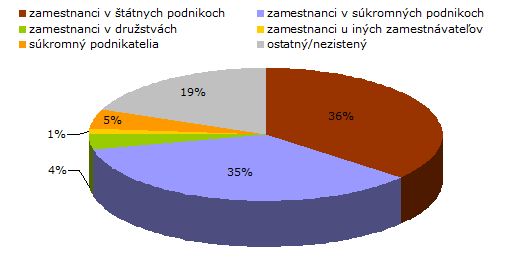 zamestnanci v štátnych podnikoch zamestnanci v súkromných podnikoch
zamestnanci v družstvách zamestnanci u iných zamestnávateľov
súkromný podnikatelia ostatný/nezistený
19%
36%
5%
1%
35%
4%